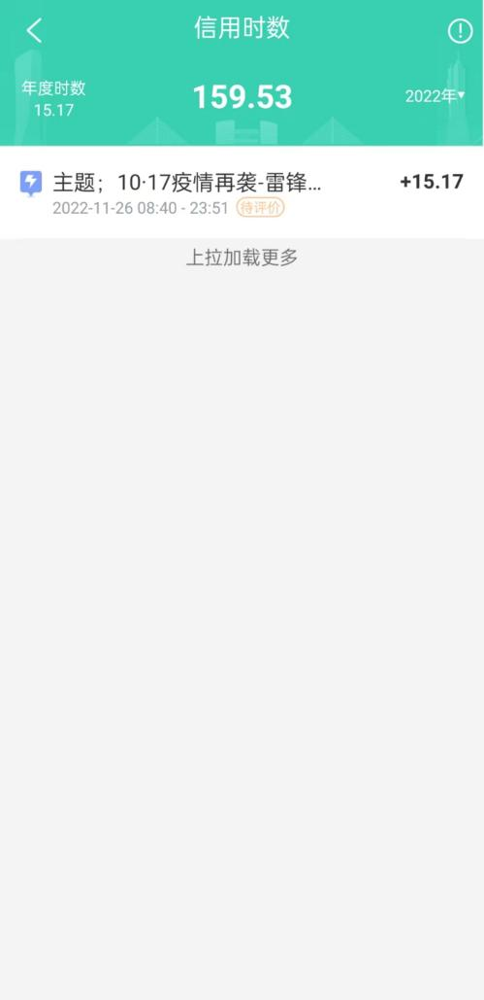 信用时数
年度时数
15.17
159.53
2022年
主题；10·17疫情再袭-雷锋...
+15.17
2022-11-26 08:40 - 23:51 待评价
上拉加载更多